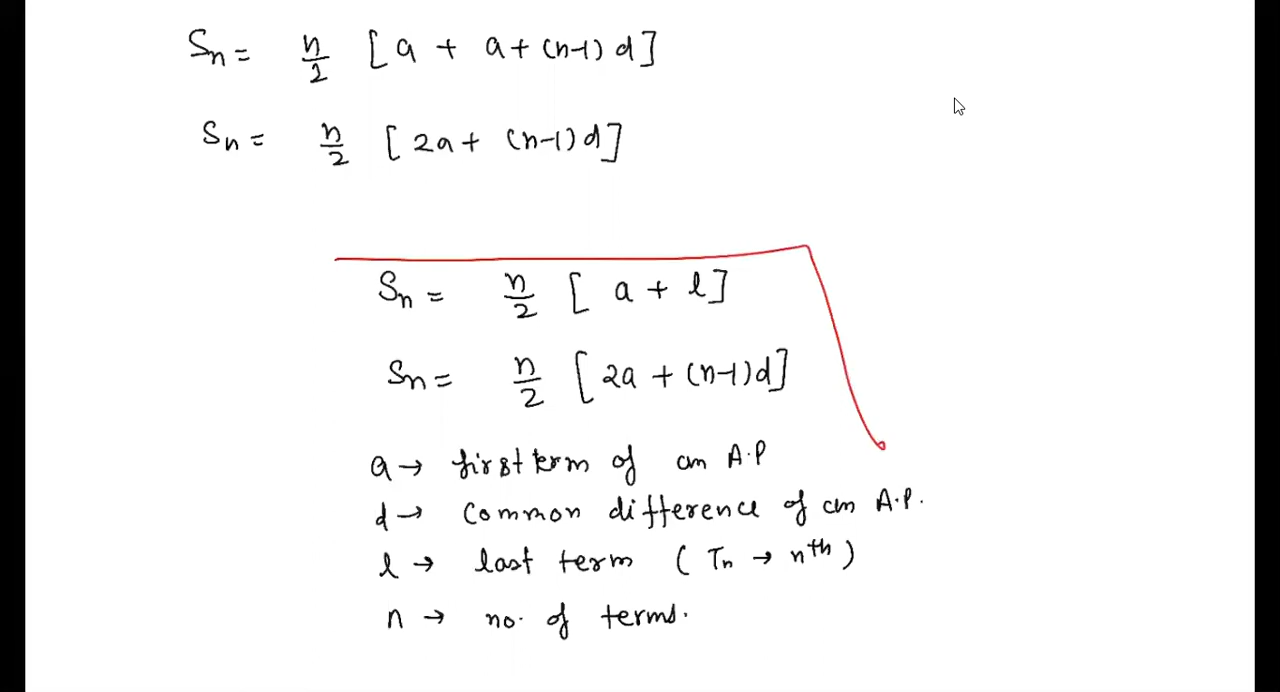 Sn = n/2 [a + a + (n-1) d]
Sn = n/2 [2a + (n-1)d]
Sn = n/2 [a + l]
Sn = n/2 [2a + (n-1)d]
a → first term of an A.P
d → common difference of an A.P.
l → last term ( Tn → nth )
n → no. of terms.